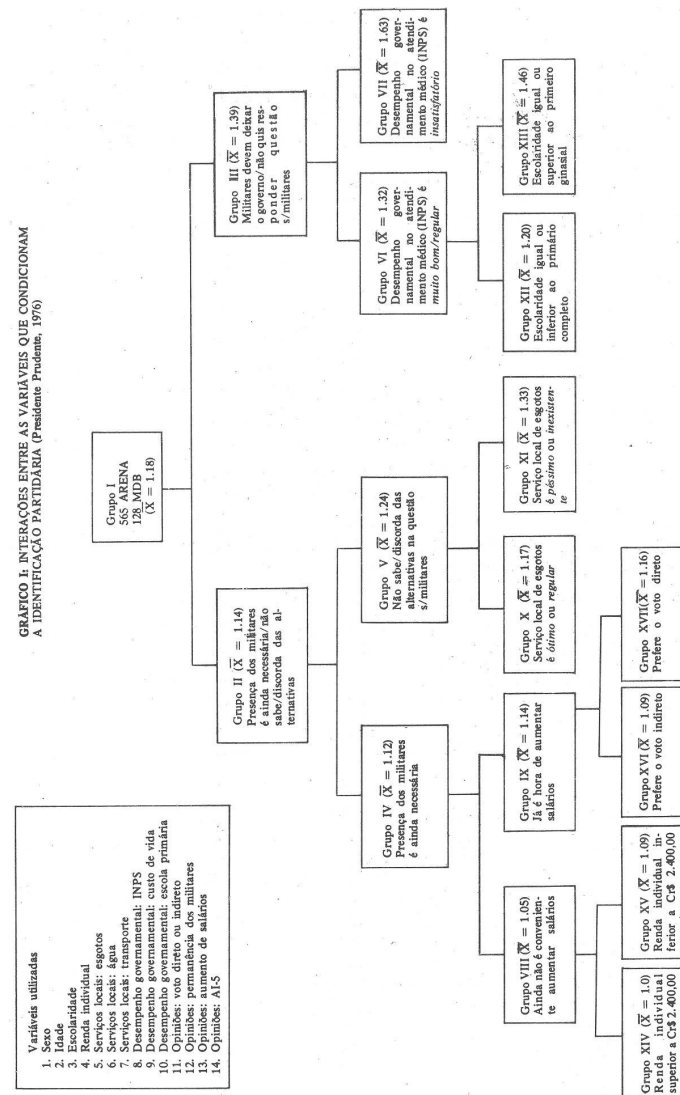 GRÁFICO I: INTERAÇÕES ENTRE AS VARIÁVEIS QUE CONDICIONAM
A IDENTIFICAÇÃO PARTIDÁRIA (Presidente Prudente, 1976)
Variáveis utilizadas
1. Sexo
2. Idade
3. Escolaridade
4. Renda individual
5. Serviços locais: esgotos
6. Serviços locais: água
7. Serviços locais: transporte
8. Desempenho governamental: INPS
9. Desempenho governamental: custo de vida
10. Desempenho governamental: escola primária
11. Opiniões: voto direto ou indireto
12. Opiniões: permanência dos militares
13. Opiniões: aumento de salários
14. Opiniões: AI-5
Grupo I
565 ARENA
128 MDB
(X̅ = 1.18)
Grupo II (X̅ = 1.14)
Presença dos militares
é ainda necessária/não
sabe/discorda das al-
ternativas
Grupo III (X̅ = 1.39)
Militares devem deixar
o governo/não quis res-
ponder questão
s/militares
Grupo IV (X̅ = 1.12)
Presença dos militares
é ainda necessária
Grupo V (X̅ = 1.24)
Não sabe/discorda das
alternativas na questão
s/militares
Grupo VI (X̅ = 1.32)
Desempenho gover-
namental no atendi-
mento médico (INPS) é
muito bom/regular
Grupo VII (X̅ = 1.63)
Desempenho gover-
namental no atendi-
mento médico (INPS) é
insatisfatório
Grupo VIII (X̅ = 1.05)
Ainda não é convenien-
te aumentar salários
Grupo IX (X̅ = 1.14)
Já é hora de aumentar
salários
Grupo X (X̅ = 1.17)
Serviço local de esgotos
é ótimo ou regular
Grupo XI (X̅ = 1.33)
Serviço local de esgotos
é péssimo ou inexisten-
te
Grupo XII (X̅ = 1.20)
Escolaridade igual ou
inferior ao primário
completo
Grupo XIII (X̅ = 1.46)
Escolaridade igual ou
superior ao primeiro
ginasial
Grupo XIV (X̅ = 1.0)
Renda individual
superior a Cr$ 2.400,00
Grupo XV (X̅ = 1.09)
Renda individual in-
ferior a Cr$ 2.400,00
Grupo XVI (X̅ = 1.09)
Prefere o voto indireto
Grupo XVII(X̅ = 1.16)
Prefere o voto direto